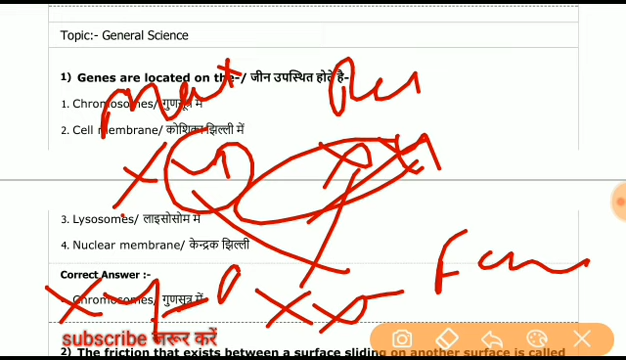 Topic:- General Science
1) Genes are located on the-/ जीन उपस्थित होते है-
1. Chromosomes/ गुणसूत्र में
2. Cell membrane/ कोशिका झिल्ली में
3. Lysosomes/ लाइसोसोम में
4. Nuclear membrane/ केन्द्रक झिल्ली
Correct Answer :-
Chromosomes/ गुणसूत्र में
subscribe जरूर करें
2) The friction that exists between a surface sliding on another surface is called